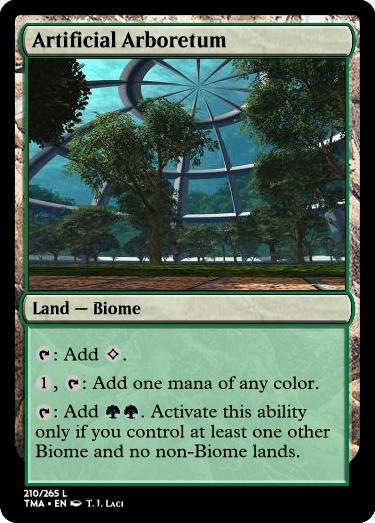 Artificial Arboretum
Land — Biome
: Add .
1, : Add one mana of any color.
: Add . Activate this ability
only if you control at least one other
Biome and no non-Biome lands.
210/265 L
TMA • EN T. J. Laci